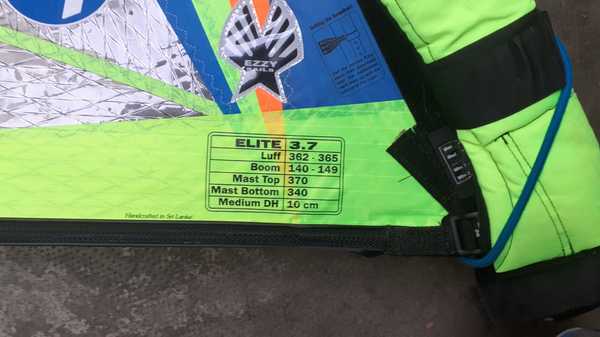 EZZY
SAILS
ELITE 3.7
Luff 362 - 365
Boom 140 - 149
Mast Top 370
Mast Bottom 340
Medium DH 10 cm
Handcrafted in Sri Lanka